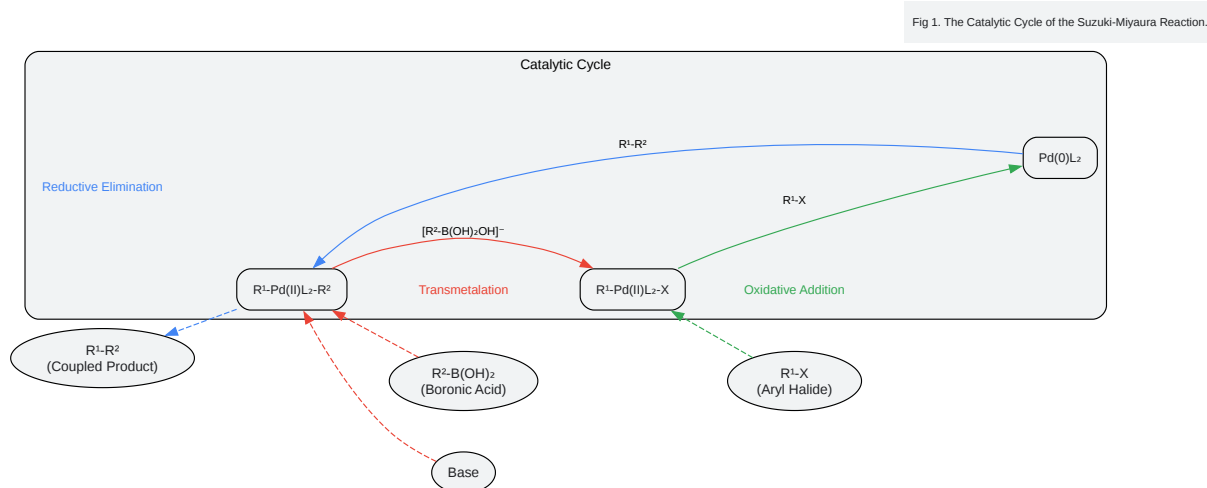 Fig 1. The Catalytic Cycle of the Suzuki-Miyaura Reaction.
Catalytic Cycle
R¹-R²
Pd(0)L₂
Reductive Elimination
R¹-X
[R²-B(OH)₂OH]⁻
R¹-Pd(II)L₂-R²
Transmetalation
R¹-Pd(II)L₂-X
Oxidative Addition
R¹-R²
(Coupled Product)
R²-B(OH)₂
(Boronic Acid)
R¹-X
(Aryl Halide)
Base